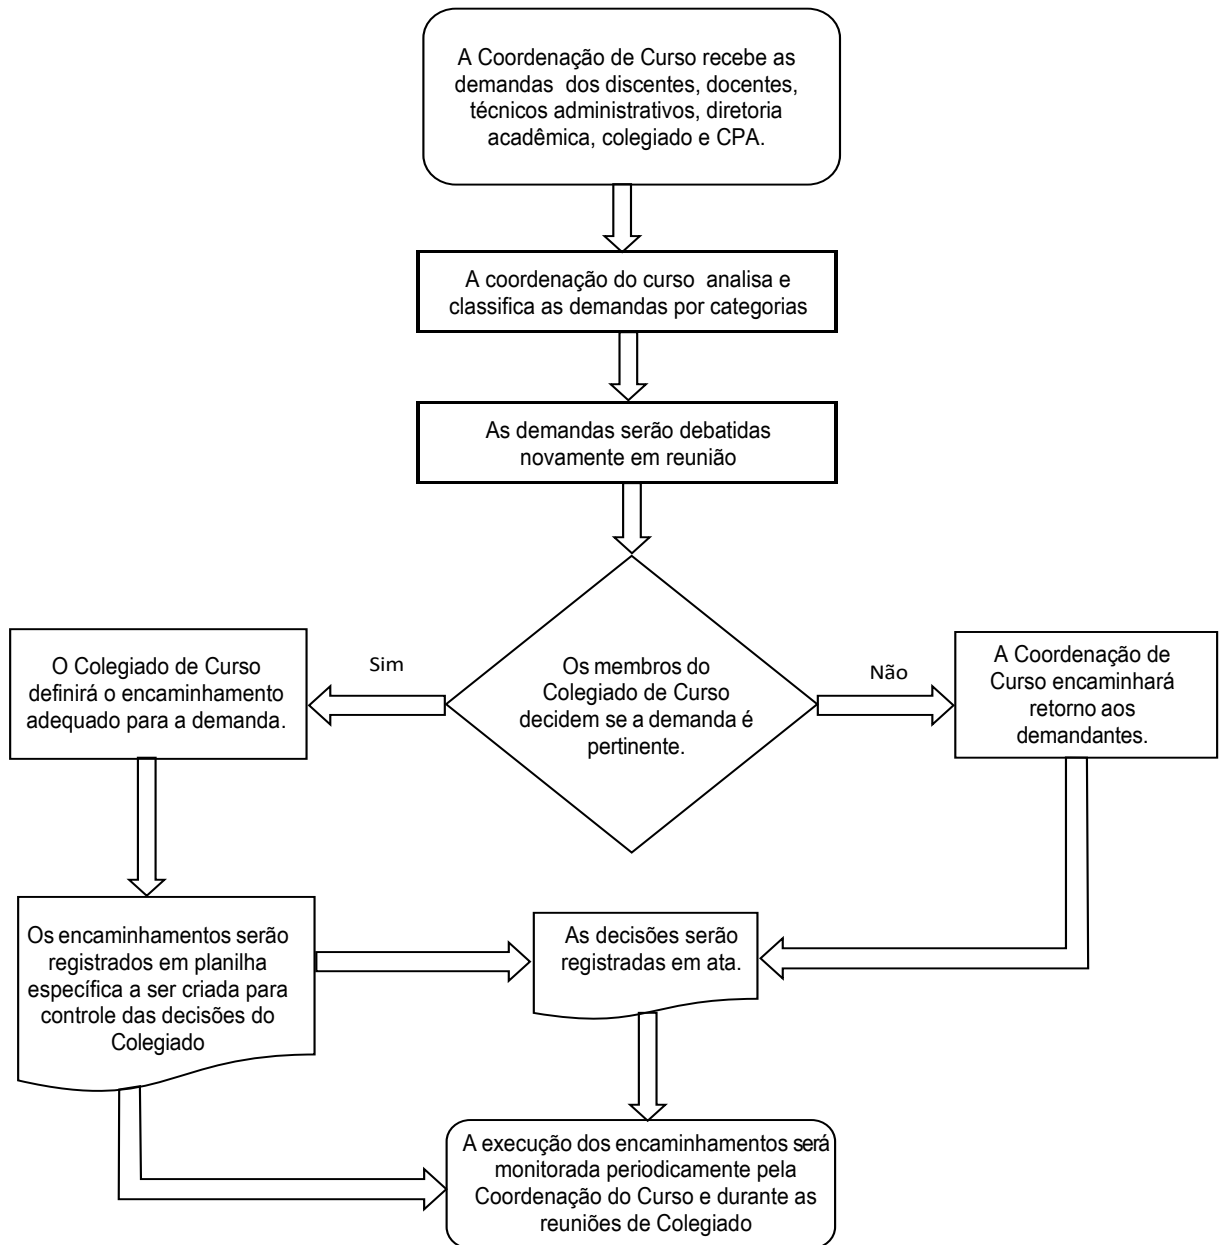 A Coordenação de Curso recebe as
demandas dos discentes, docentes,
técnicos administrativos, diretoria
acadêmica, colegiado e CPA.
A coordenação do curso analisa e
classifica as demandas por categorias
As demandas serão debatidas
novamente em reunião
Os membros do
Colegiado de Curso
decidem se a demanda é
pertinente.
Sim
O Colegiado de Curso
definirá o encaminhamento
adequado para a demanda.
Não
A Coordenação de
Curso encaminhará
retorno aos
demandantes.
Os encaminhamentos serão
registrados em planilha
específica a ser criada para
controle das decisões do
Colegiado
As decisões serão
registradas em ata.
A execução dos encaminhamentos será
monitorada periodicamente pela
Coordenação do Curso e durante as
reuniões de Colegiado